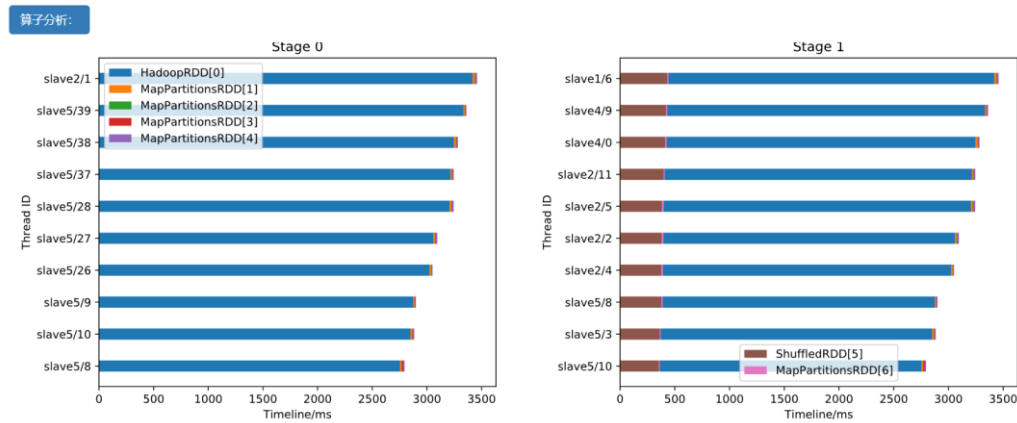 算子分析:
Stage 0
Thread ID
slave2/1
slave5/39
slave5/38
slave5/37
slave5/28
slave5/27
slave5/26
slave5/9
slave5/10
slave5/8
HadoopRDD[0]
MapPartitionsRDD[1]
MapPartitionsRDD[2]
MapPartitionsRDD[3]
MapPartitionsRDD[4]
0 500 1000 1500 2000 2500 3000 3500
Timeline/ms
Stage 1
Thread ID
slave1/6
slave4/9
slave4/0
slave2/11
slave2/5
slave2/2
slave2/4
slave5/8
slave5/3
slave5/10
ShuffledRDD[5]
MapPartitionsRDD[6]
0 500 1000 1500 2000 2500 3000 3500
Timeline/ms